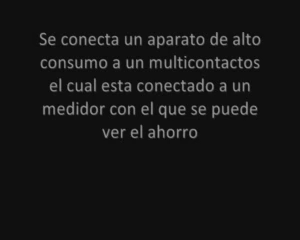 Se conecta un aparato de alto
consumo a un multicontactos
el cual esta conectado a un
medidor con el que se puede
ver el ahorro